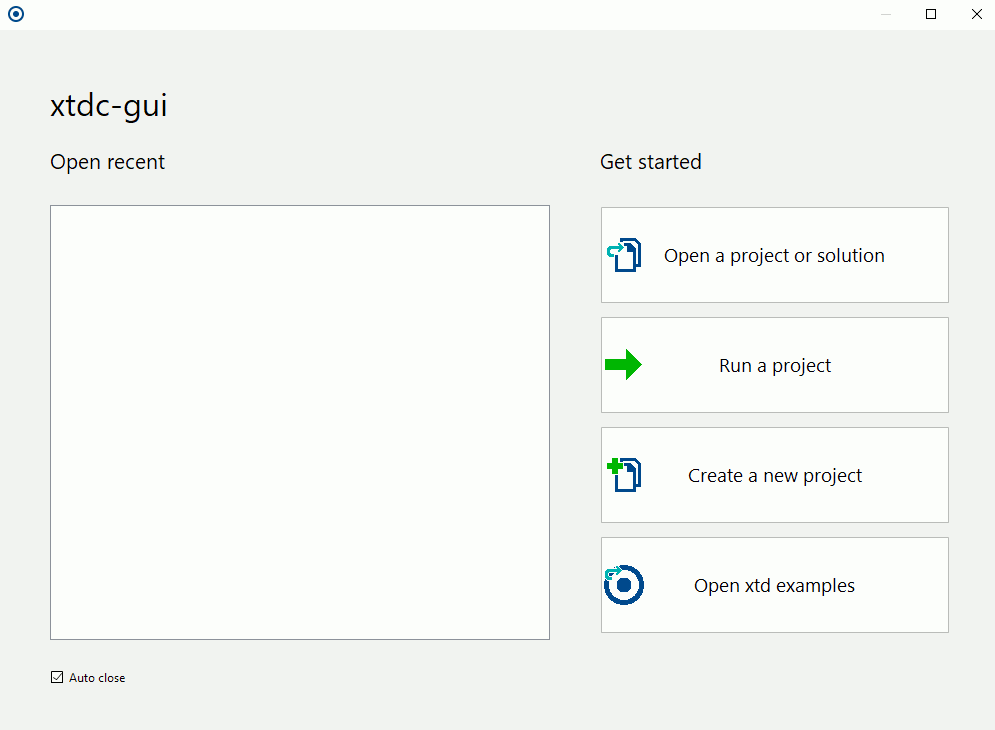 xtdc-gui
Open recent
Get started
Open a project or solution
Run a project
Create a new project
Open xtd examples
Auto close